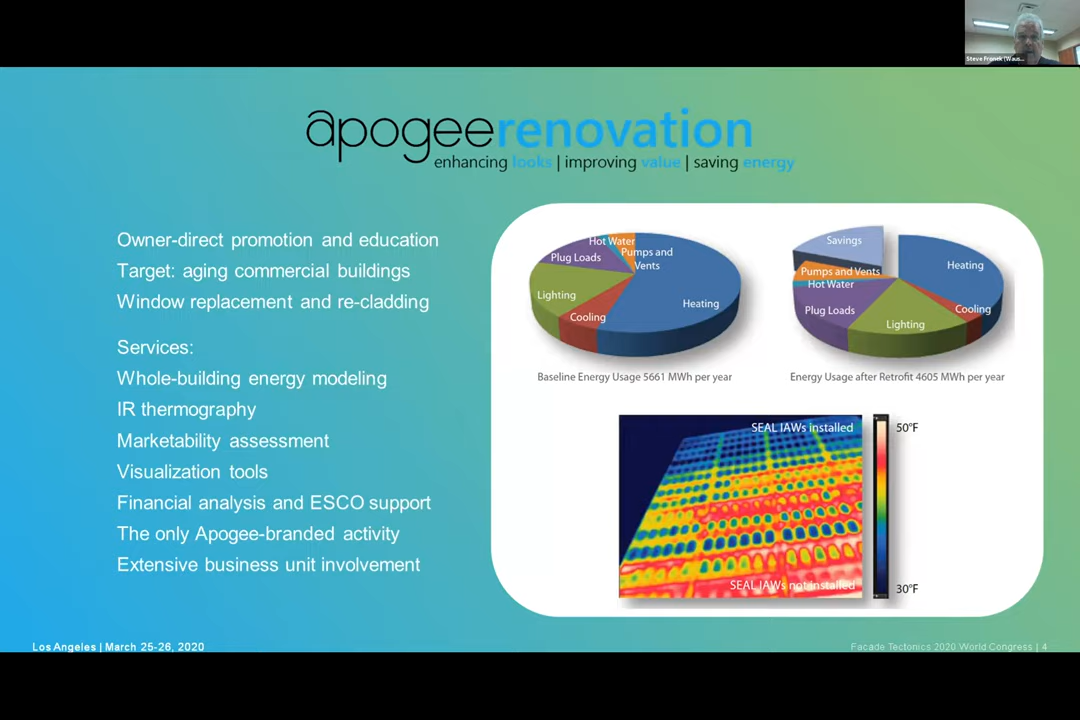 Steve Fronek (Waus...
apogeerenovation
enhancing looks | improving value | saving energy
Owner-direct promotion and education
Target: aging commercial buildings
Window replacement and re-cladding
Services:
Whole-building energy modeling
IR thermography
Marketability assessment
Visualization tools
Financial analysis and ESCO support
The only Apogee-branded activity
Extensive business unit involvement
Hot Water
Pumps and
Vents
Plug Loads
Lighting
Cooling
Heating
Baseline Energy Usage 5661 MWh per year
Savings
Heating
Pumps and Vents
Hot Water
Plug Loads
Cooling
Lighting
Energy Usage after Retrofit 4605 MWh per year
SEAL IAWs installed
50°F
SEAL IAWs not installed
30°F
Los Angeles | March 25-26, 2020
Facade Tectonics 2020 World Congress | 4